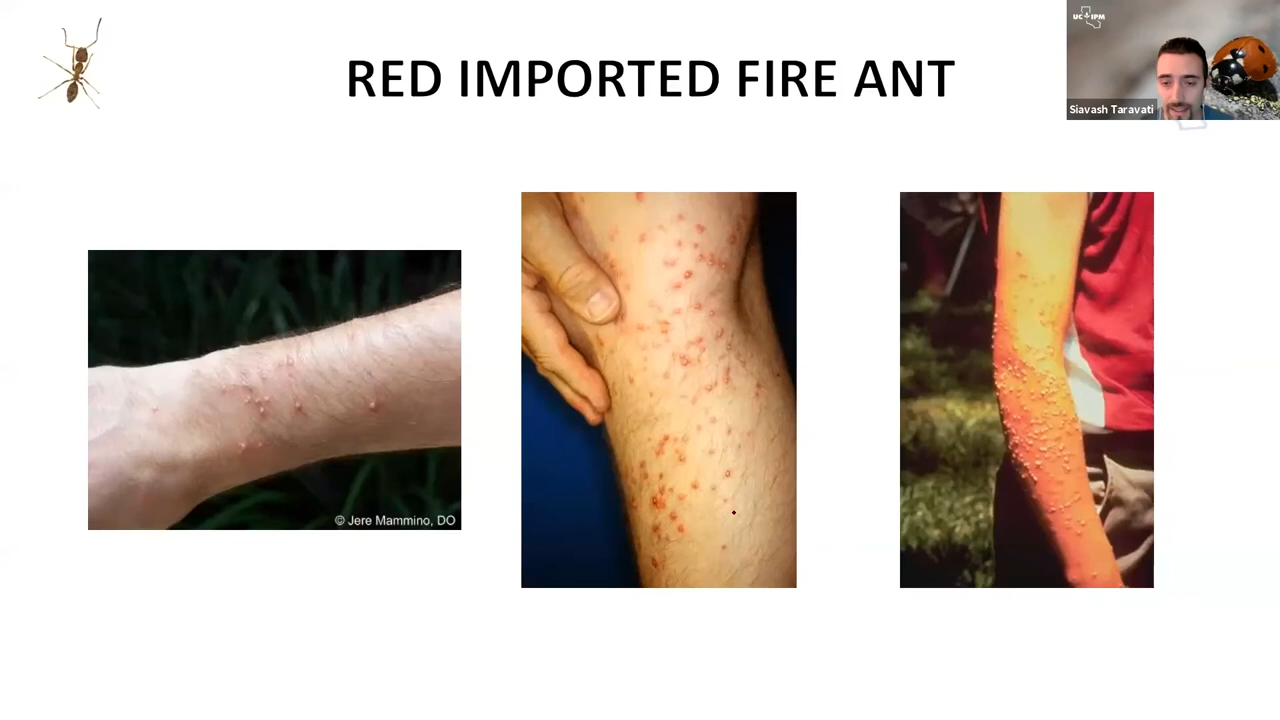 RED IMPORTED FIRE ANT
UC IPM
Siavash Taravati
© Jere Mammino, DO